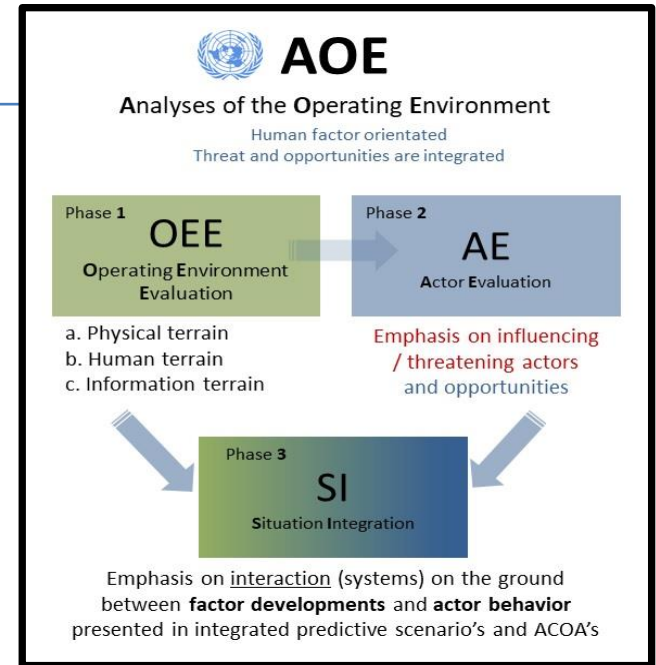 AOE
Analyses of the Operating Environment
Human factor orientated
Threat and opportunities are integrated
Phase 1
OEE
Operating Environment
Evaluation
a. Physical terrain
b. Human terrain
c. Information terrain
Phase 2
AE
Actor Evaluation
Emphasis on influencing
/ threatening actors
and opportunities
Phase 3
SI
Situation Integration
Emphasis on interaction (systems) on the ground
between factor developments and actor behavior
presented in integrated predictive scenario’s and ACOA’s